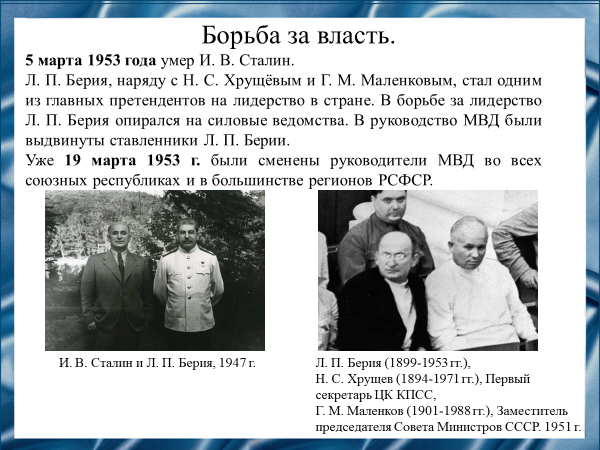 Борьба за власть.
5 марта 1953 года умер И. В. Сталин.
Л. П. Берия, наряду с Н. С. Хрущёвым и Г. М. Маленковым, стал одним
из главных претендентов на лидерство в стране. В борьбе за лидерство
Л. П. Берия опирался на силовые ведомства. В руководство МВД были
выдвинуты ставленники Л. П. Берии.
Уже 19 марта 1953 г. были сменены руководители МВД во всех
союзных республиках и в большинстве регионов РСФСР.
И. В. Сталин и Л. П. Берия, 1947 г.
Л. П. Берия (1899-1953 гг.),
Н. С. Хрущев (1894-1971 гг.), Первый
секретарь ЦК КПСС,
Г. М. Маленков (1901-1988 гг.), Заместитель
председателя Совета Министров СССР. 1951 г.